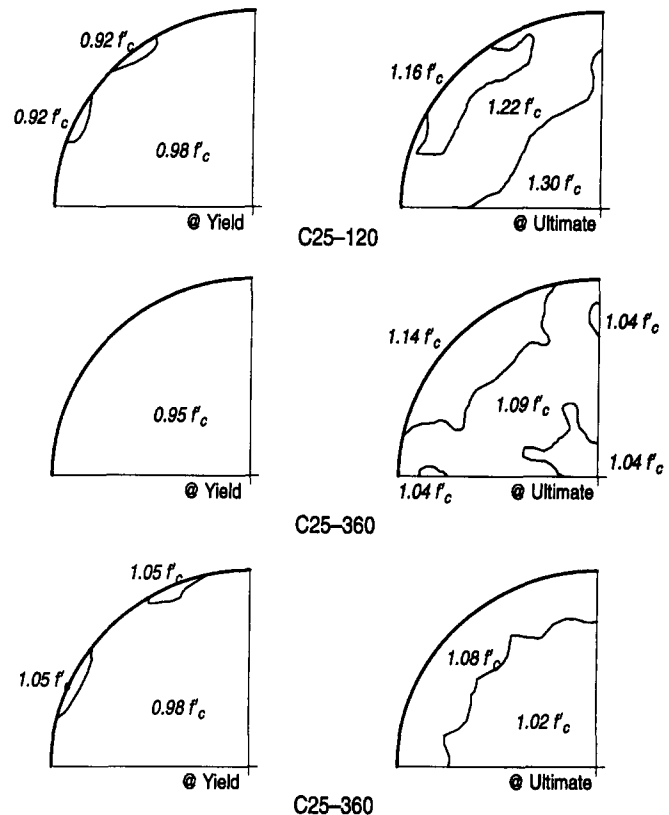 0.92 f'c
0.92 f'c
0.98 f'c
@ Yield
1.16 f'c
1.22 f'c
1.30 f'c
@ Ultimate
C25–120
0.95 f'c
@ Yield
1.14 f'c
1.04 f'c
1.09 f'c
1.04 f'c
1.04 f'c
@ Ultimate
C25–360
1.05 f'c
1.05 f'c
0.98 f'c
@ Yield
1.08 f'c
1.02 f'c
@ Ultimate
C25–360